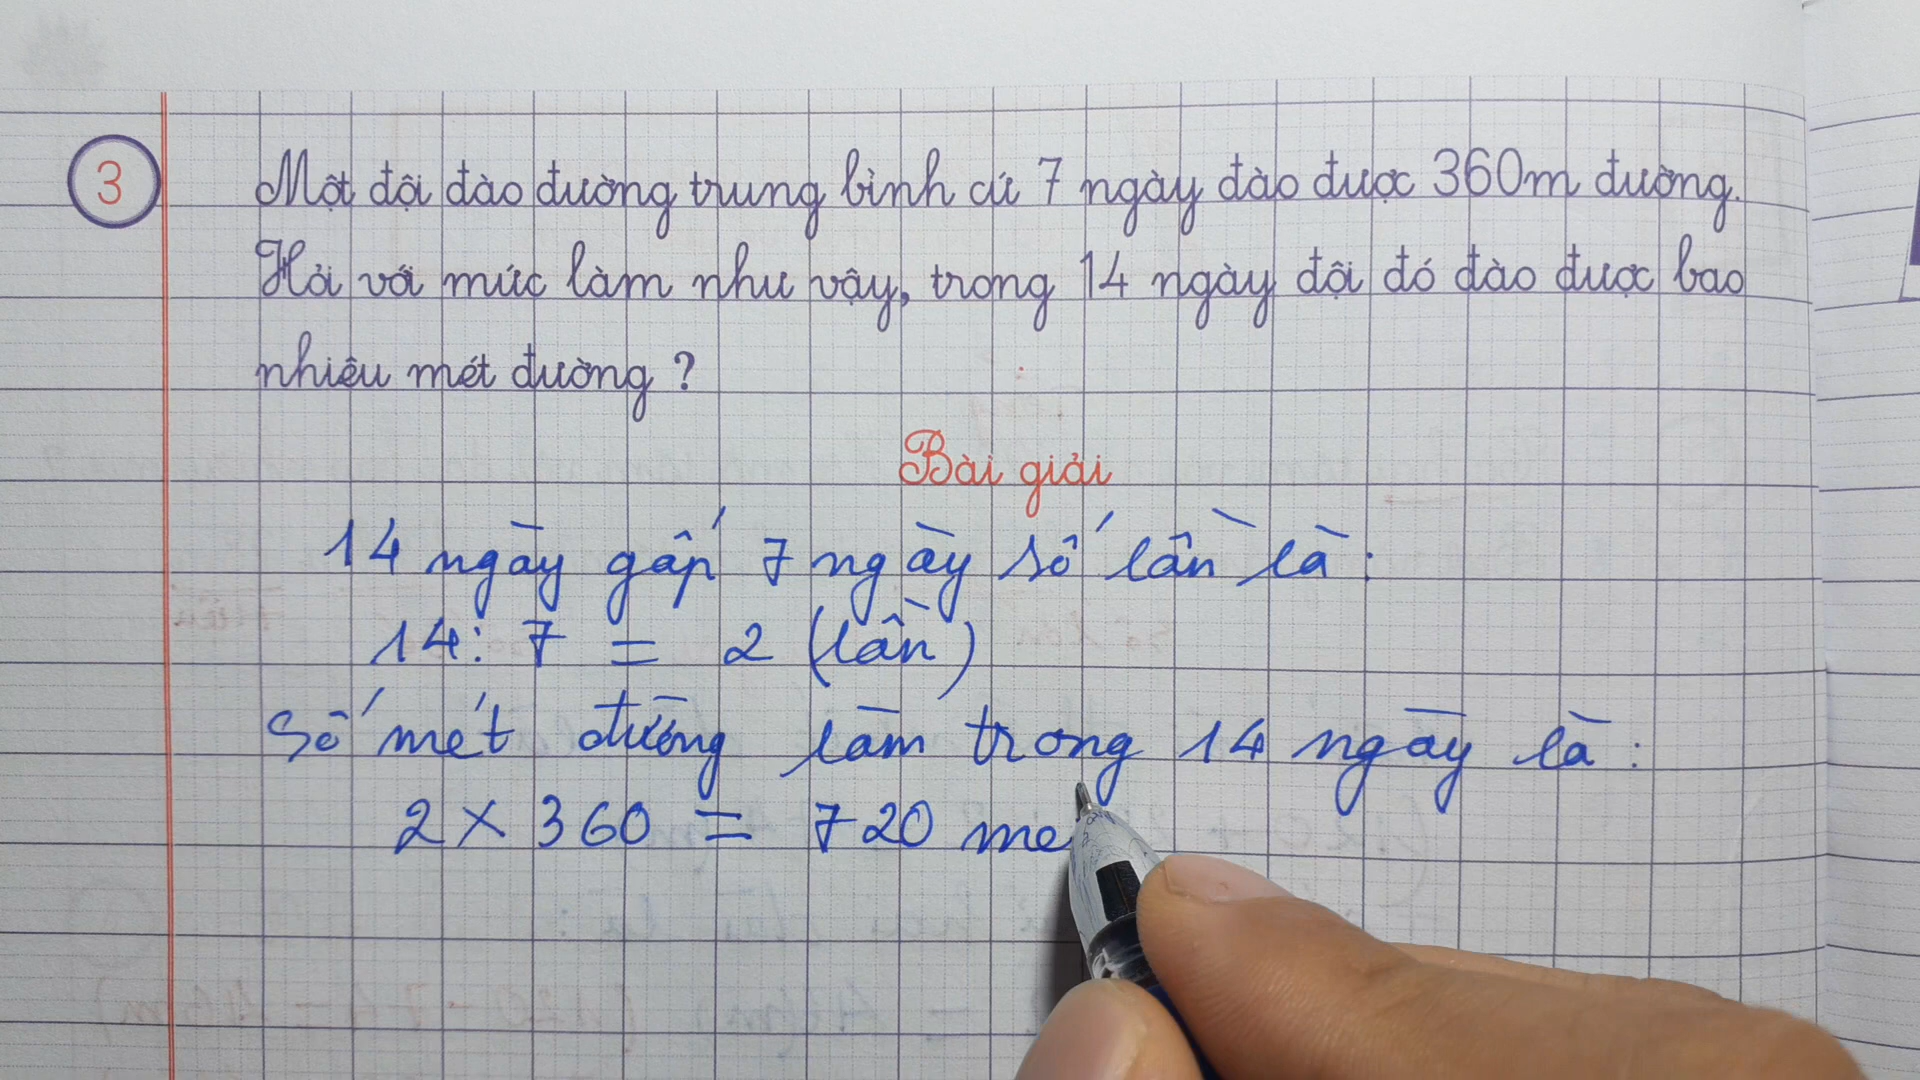 3
Một đội đào đường trung bình cứ 7 ngày đào được 360m đường.
Hỏi với mức làm như vậy, trong 14 ngày đội đó đào được bao
nhiêu mét đường ?
Bài giải
14 ngày gấp 7 ngày số lần là :
14 : 7 = 2 (lần)
Số mét đường làm trong 14 ngày là :
2 x 360 = 720 me